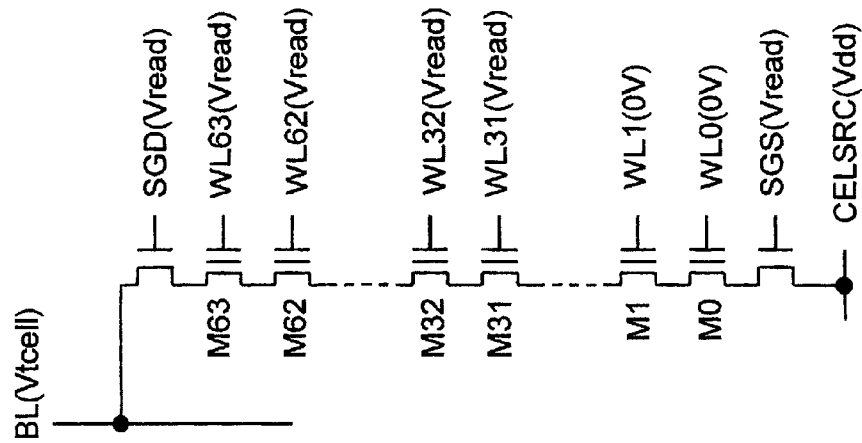 BL(Vtcell)
SGD(Vread)
M63
WL63(Vread)
M62
WL62(Vread)
M32
WL32(Vread)
M31
WL31(Vread)
M1
WL1(0V)
M0
WL0(0V)
SGS(Vread)
CELSRC(Vdd)